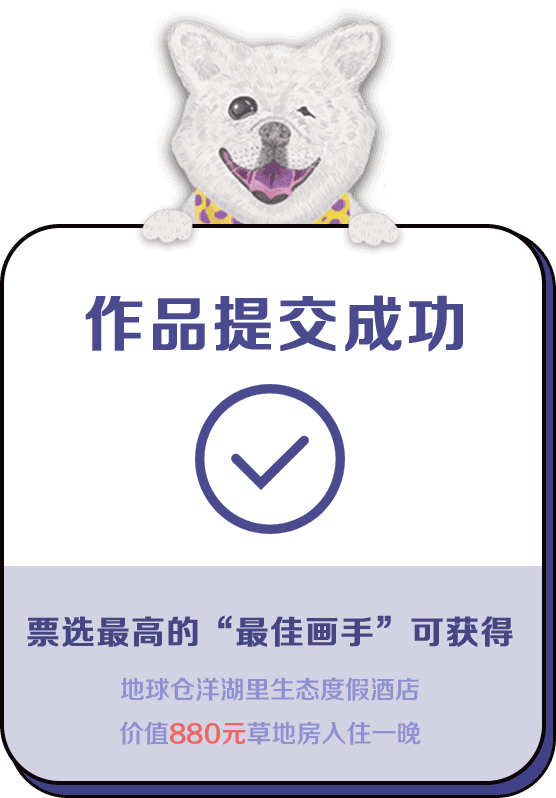 作品提交成功
票选最高的“最佳画手”可获得
地球仓洋湖里生态度假酒店
价值880元草地房入住一晚